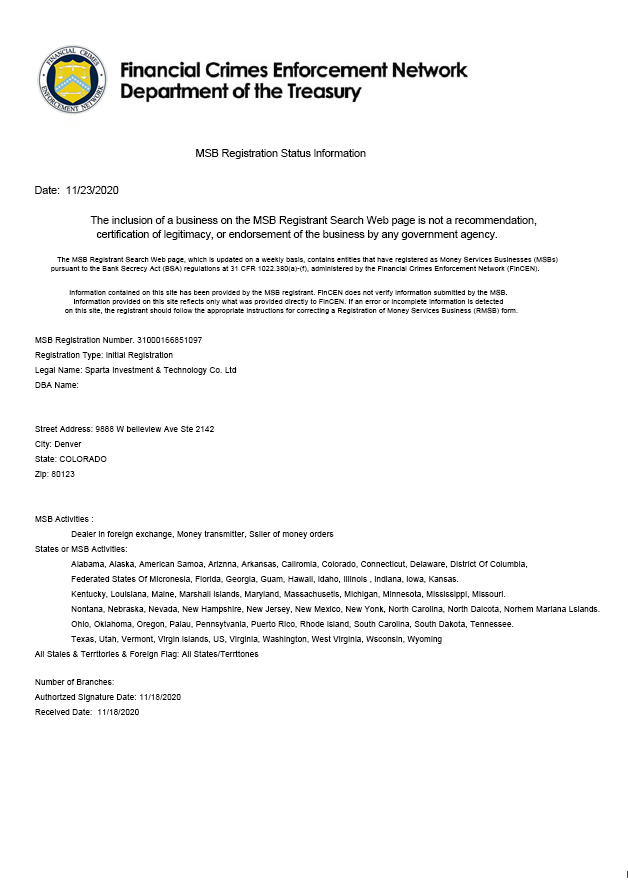 FINANCIAL CRIMES
ENFORCEMENT NETWORK
Financial Crimes Enforcement Network
Department of the Treasury
MSB Registration Status Information
Date: 11/23/2020
The inclusion of a business on the MSB Registrant Search Web page is not a recommendation,
certification of legitimacy, or endorsement of the business by any government agency.
The MSB Registrant Search Web page, which is updated on a weekly basis, contains entities that have registered as Money Services Businesses (MSBs)
pursuant to the Bank Secrecy Act (BSA) regulations at 31 CFR 1022.380(a)-(f), administered by the Financial Crimes Enforcement Network (FinCEN).
Information contained on this site has been provided by the MSB registrant. FinCEN does not verify information submitted by the MSB.
Information provided on this site reflects only what was provided directly to FinCEN. If an error or incomplete information is detected
on this site, the registrant should follow the appropriate instructions for correcting a Registration of Money Services Business (RMSB) form.
MSB Registration Number. 31000166851097
Registration Type: Initial Registration
Legal Name: Sparta Investment & Technology Co. Ltd
DBA Name:
Street Address: 9888 W belleview Ave Ste 2142
City: Denver
State: COLORADO
Zip: 80123
MSB Activities :
Dealer in foreign exchange, Money transmitter, Ssller of money orders
States or MSB Activities:
Alabama, Alaska, American Samoa, Ariznna, Arkansas, Caliromia, Colorado, Connecticut, Delaware, District Of Columbia,
Federated States Of Micronesia, Florida, Georgia, Guam, Hawaii, Idaho, Illinois , Indiana, Iowa, Kansas.
Kentucky, Louisiana, Maine, Marshall Islands, Maryland, Massachusetis, Michigan, Minnesota, Mississippi, Missouri.
Nontana, Nebraska, Nevada, New Hampshire, New Jersey, New Mexico, New Yonk, North Carolina, North Dalcota, Norhem Mariana Lslands.
Ohio, Oklahoma, Oregon, Palau, Pennsytvania, Puerto Rico, Rhode Island, South Carolina, South Dakota, Tennessee.
Texas, Utah, Vermont, Virgin Islands, US, Virginia, Washington, West Virginia, Wsconsin, Wyoming
All Stales & Terrttories & Foreign Flag: All States/Terrttones
Number of Branches:
Authortzed Signature Date: 11/18/2020
Received Date: 11/18/2020